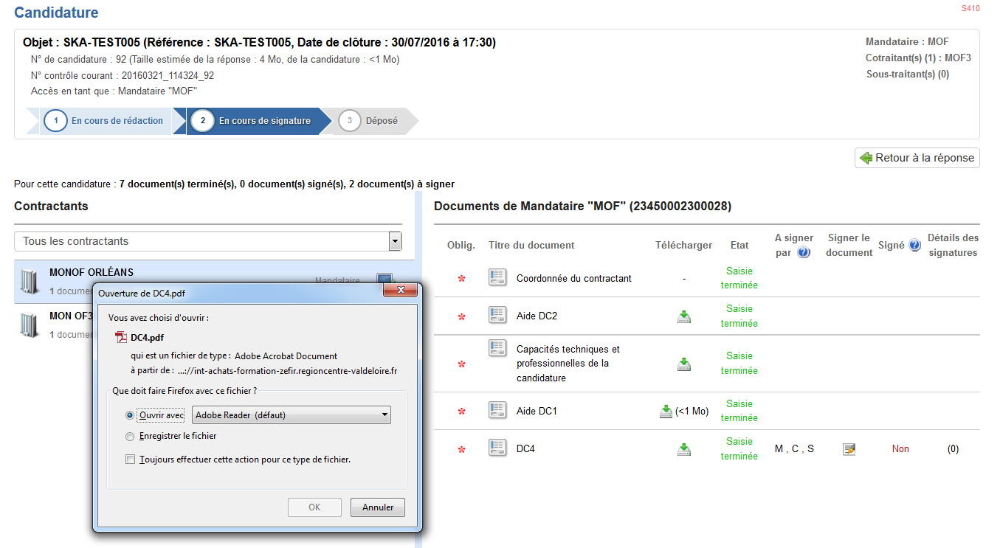 Candidature
S410
Objet : SKA-TEST005 (Référence : SKA-TEST005, Date de clôture : 30/07/2016 à 17:30)
N° de candidature : 92 (Taille estimée de la réponse : 4 Mo, de la candidature : <1 Mo)
N° contrôle courant : 20160321_114324_92
Accès en tant que : Mandataire "MOF"
Mandataire : MOF
Cotraitant(s) (1) : MOF3
Sous-traitant(s) (0)
1 En cours de rédaction 2 En cours de signature 3 Déposé
Retour à la réponse
Pour cette candidature : 7 document(s) terminé(s), 0 document(s) signé(s), 2 document(s) à signer
Contractants
Tous les contractants
MONOF ORLÉANS
Mandataire
1
MON OF3
1
Ouverture de DC4.pdf
Vous avez choisi d'ouvrir :
DC4.pdf
qui est un fichier de type : Adobe Acrobat Document
à partir de : ...://int-achats-formation-zefir.regioncentre-valdeloire.fr
Que doit faire Firefox avec ce fichier ?
Ouvrir avec Adobe Reader (défaut)
Enregistrer le fichier
Toujours effectuer cette action pour ce type de fichier.
OK Annuler
Documents de Mandataire "MOF" (23450002300028)
Oblig. Titre du document Télécharger Etat A signer par ? Signer le document Signé ? Détails des signatures
* Coordonnée du contractant - Saisie terminée
* Aide DC2 Saisie terminée
* Capacités techniques et professionnelles de la candidature Saisie terminée
* Aide DC1 (<1 Mo) Saisie terminée
* DC4 Saisie terminée M , C , S Non (0)